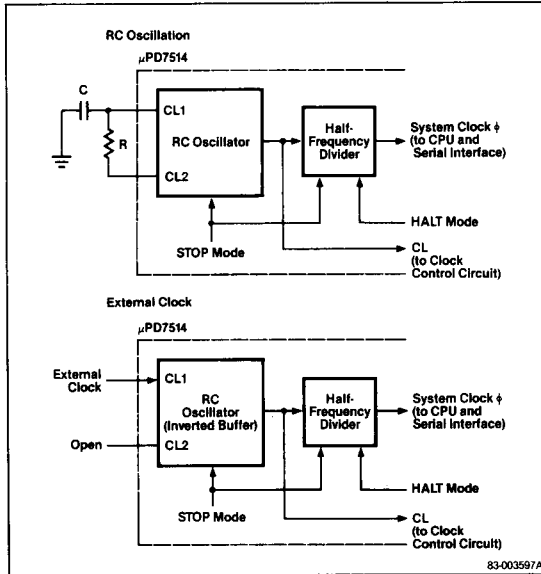 RC Oscillation
μPD7514
C
R
CL1
CL2
RC Oscillator
Half-
Frequency
Divider
System Clock ϕ
(to CPU and
Serial Interface)
HALT Mode
STOP Mode
CL
(to Clock
Control Circuit)
External Clock
μPD7514
External
Clock
Open
CL1
CL2
RC
Oscillator
(Inverted Buffer)
Half-
Frequency
Divider
System Clock ϕ
(to CPU and
Serial Interface)
HALT Mode
STOP Mode
CL
(to Clock
Control Circuit)
83-003597A